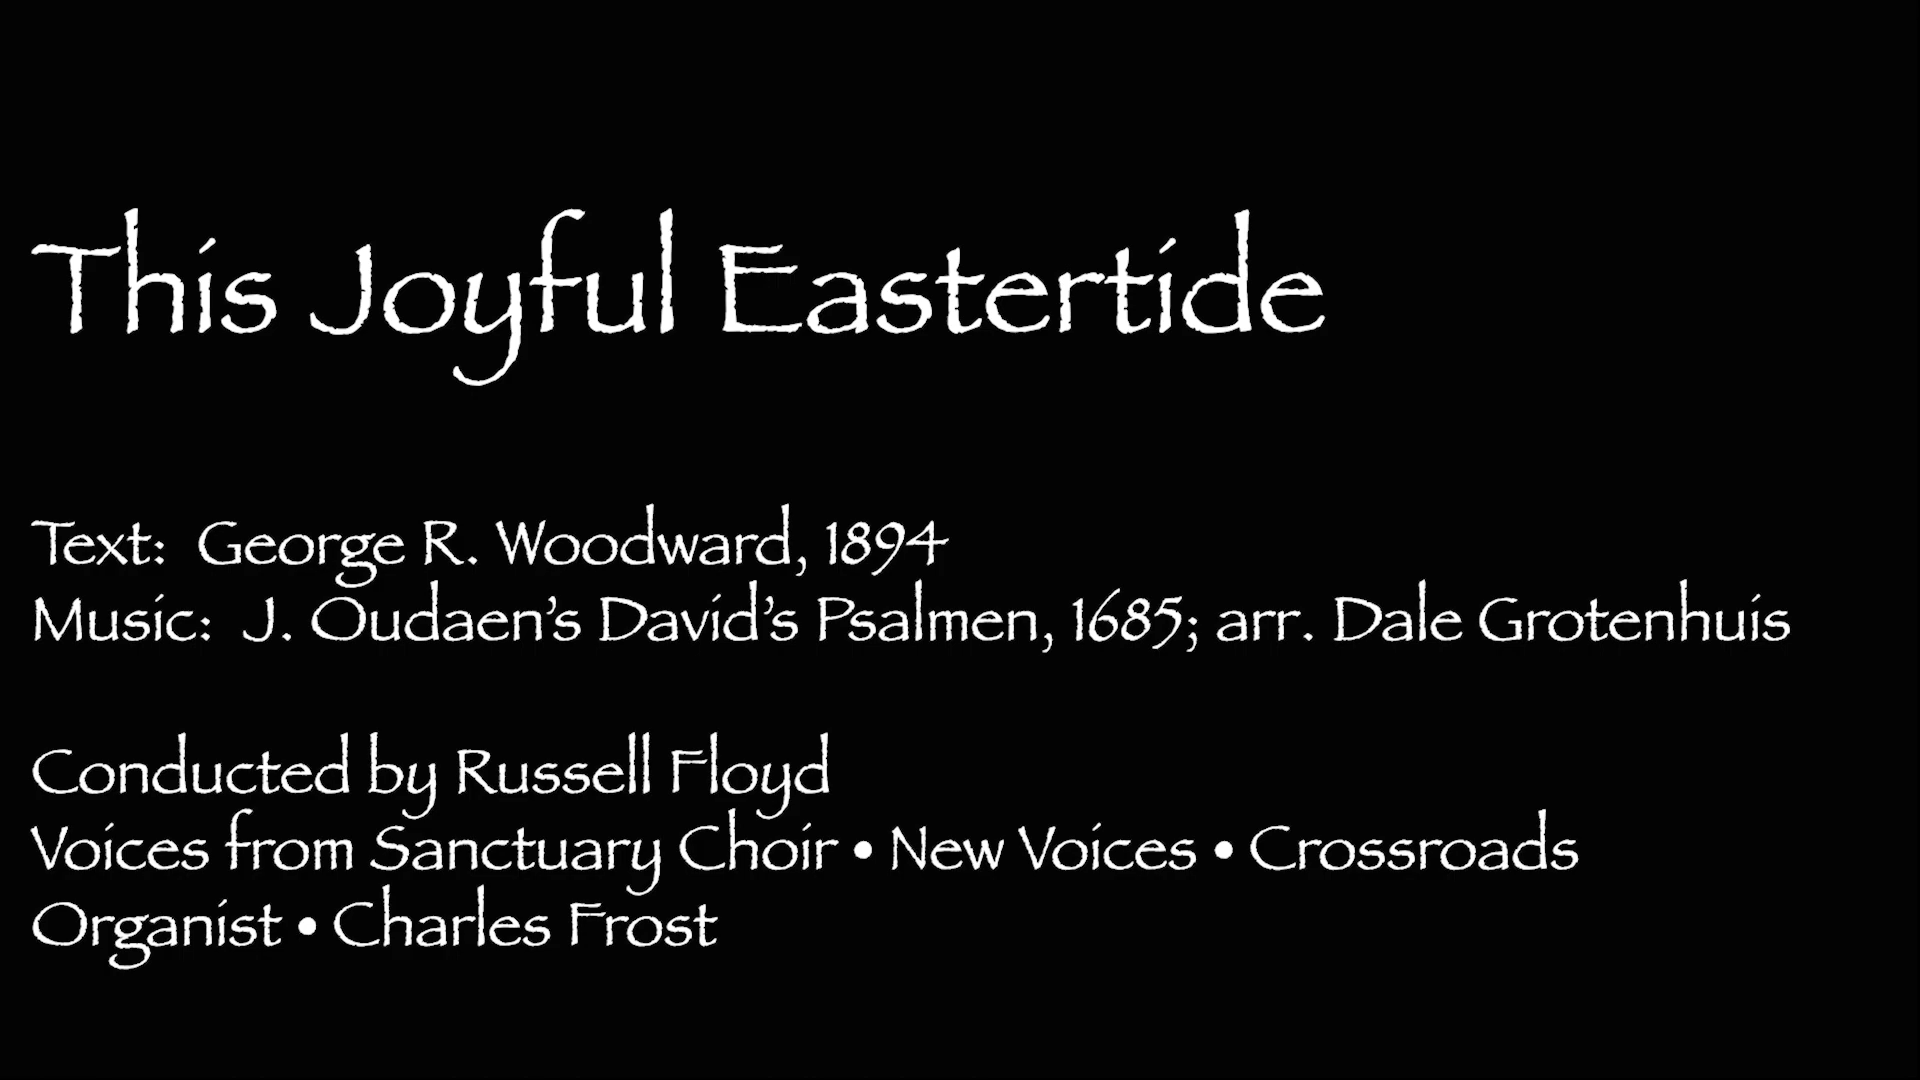 This Joyful Eastertide
Text: George R. Woodward, 1894
Music: J. Oudaen’s David’s Psalmen, 1685; arr. Dale Grotenhuis
Conducted by Russell Floyd
Voices from Sanctuary Choir • New Voices • Crossroads
Organist • Charles Frost